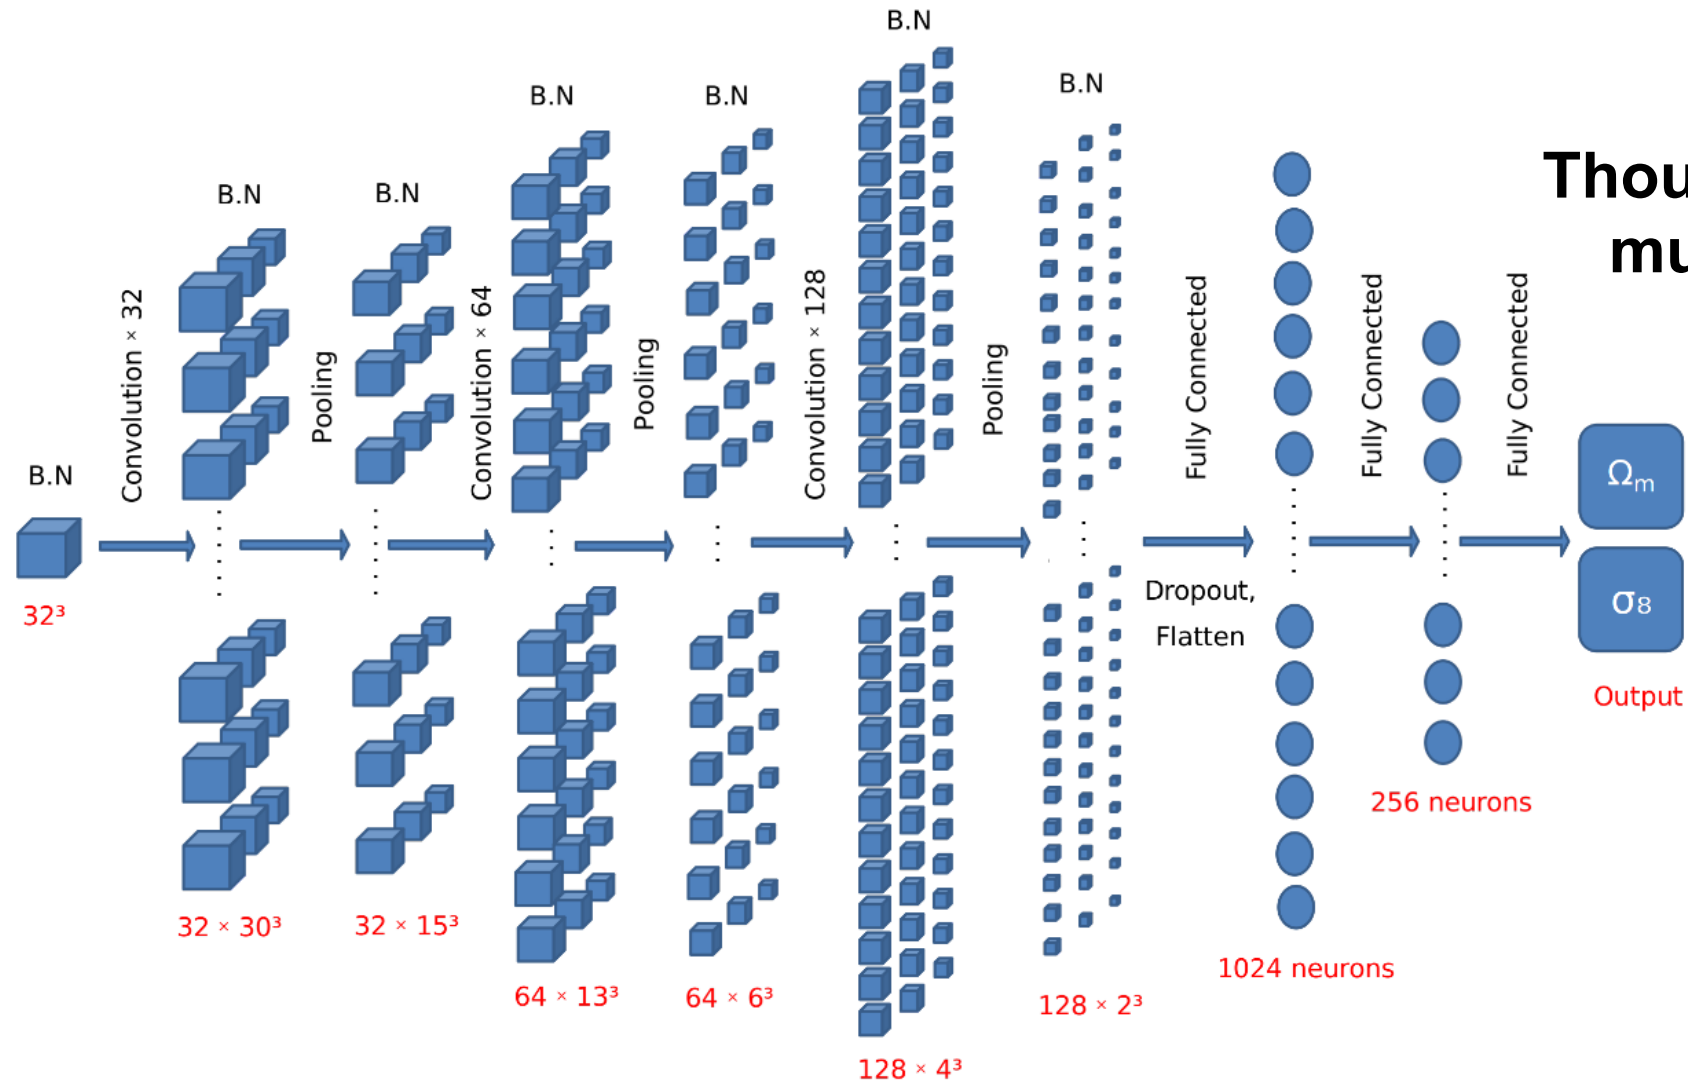 B.N
32³
Convolution × 32
B.N
32 × 30³
Pooling
B.N
32 × 15³
Convolution × 64
B.N
64 × 13³
Pooling
B.N
64 × 6³
Convolution × 128
B.N
128 × 4³
Pooling
B.N
128 × 2³
Fully Connected
Dropout,
Flatten
1024 neurons
Fully Connected
256 neurons
Fully Connected
Ωm
σ8
Output